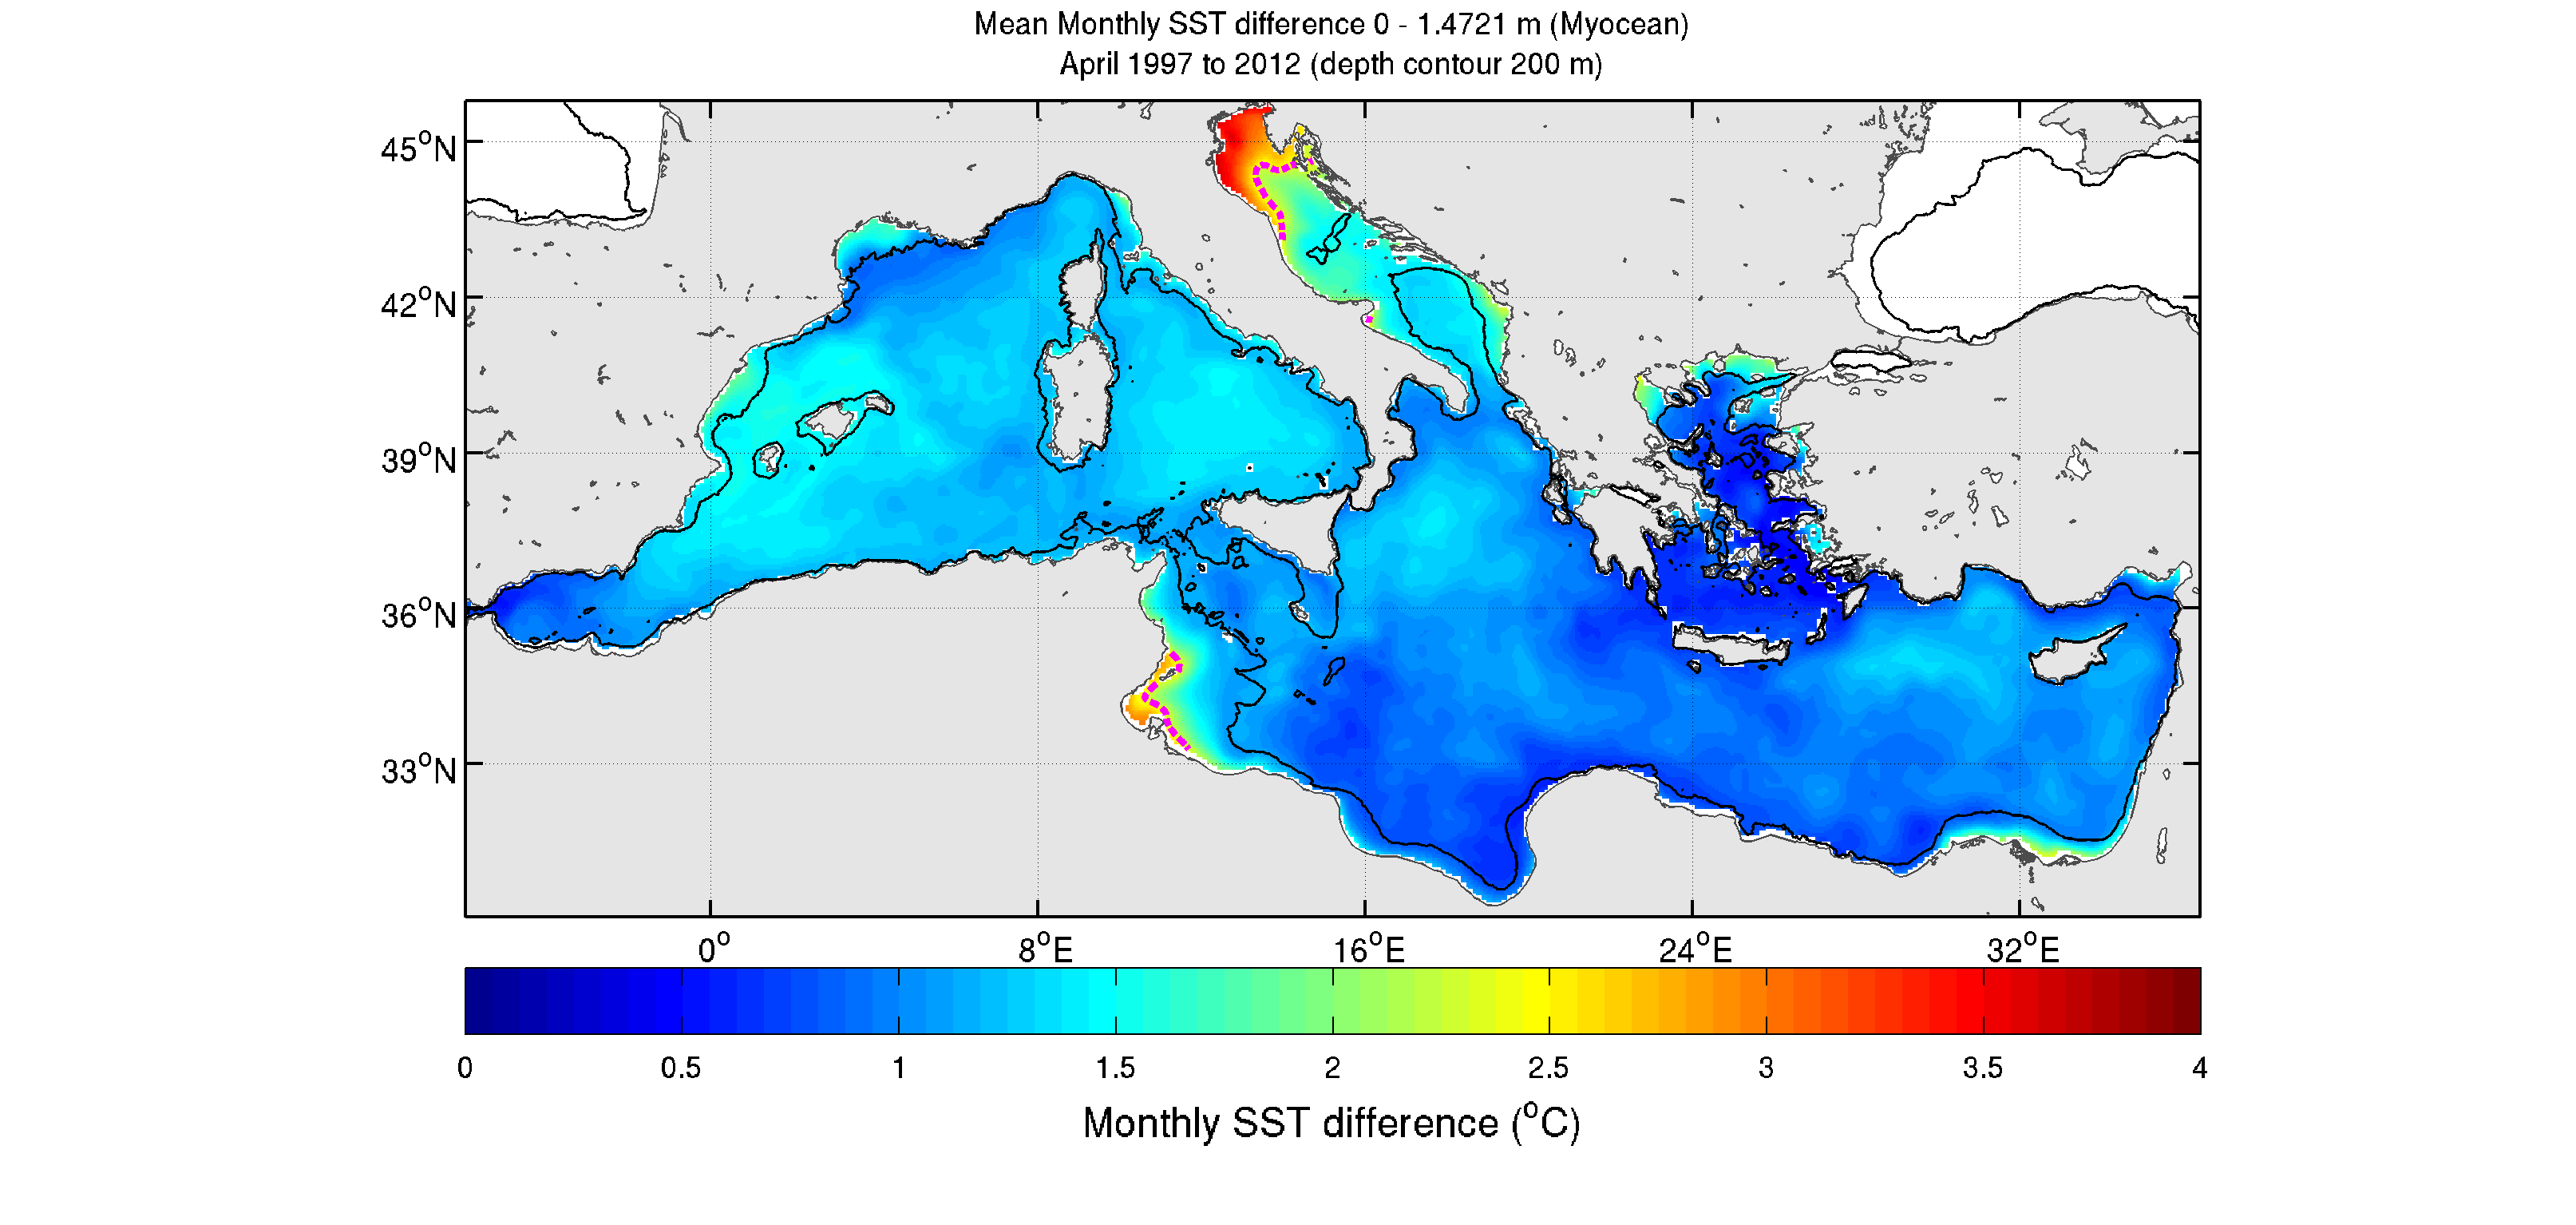 Mean Monthly SST difference 0 - 1.4721 m (Myocean)
April 1997 to 2012 (depth contour 200 m)
45°N
42°N
39°N
36°N
33°N
0° 8°E 16°E 24°E 32°E
0 0.5 1 1.5 2 2.5 3 3.5 4
Monthly SST difference (°C)